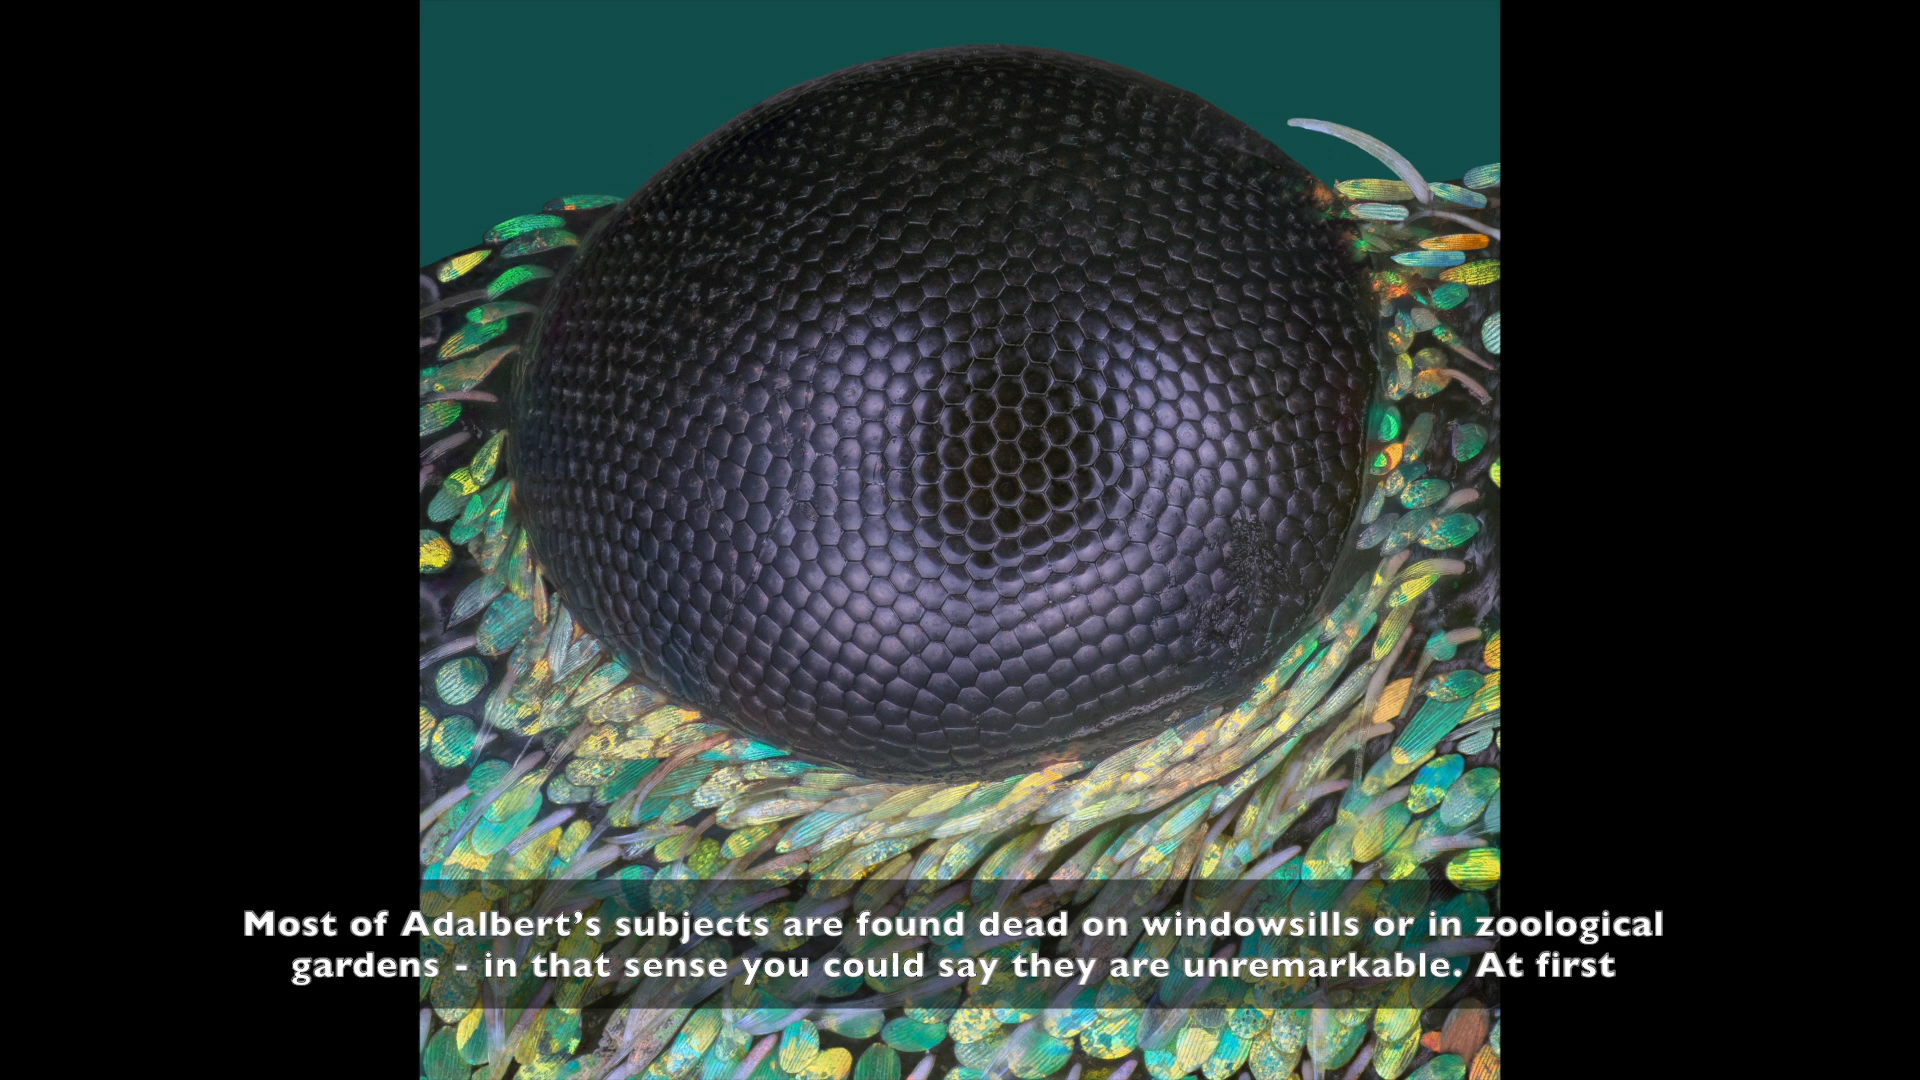 Most of Adalbert’s subjects are found dead on windowsills or in zoological
gardens - in that sense you could say they are unremarkable. At first